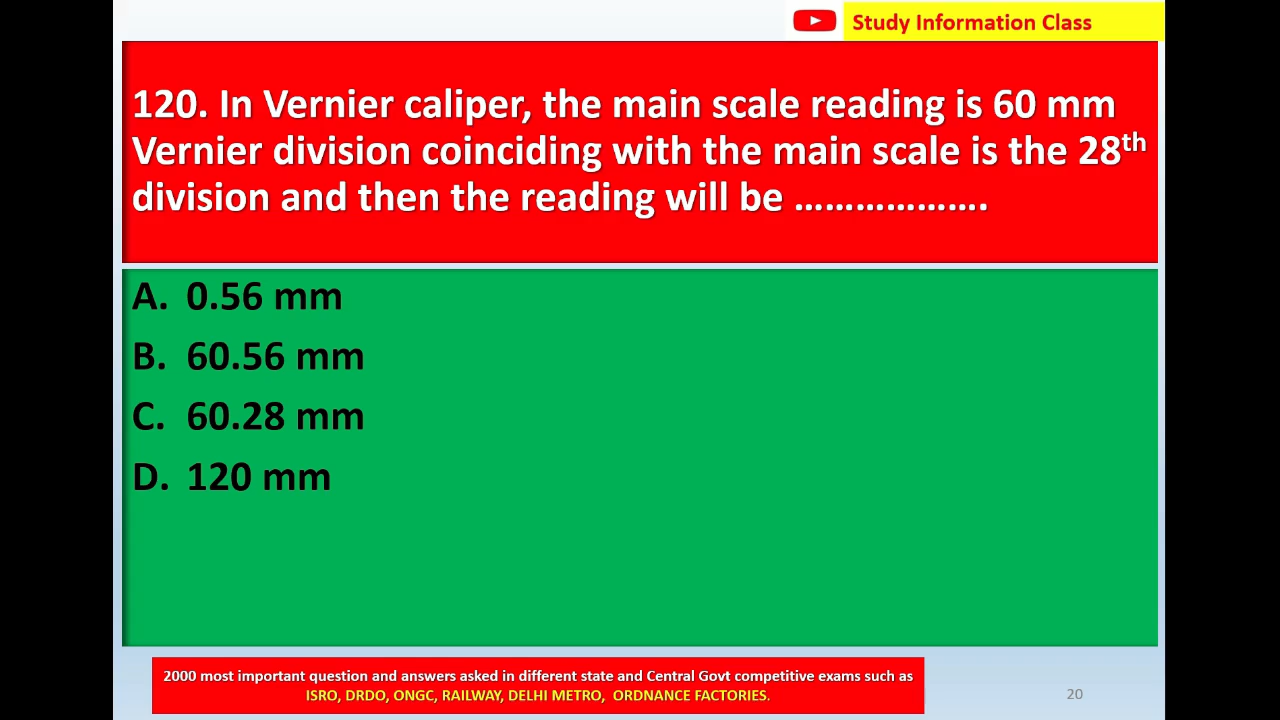 Study Information Class
120. In Vernier caliper, the main scale reading is 60 mm
Vernier division coinciding with the main scale is the 28th
division and then the reading will be ……………….
A. 0.56 mm
B. 60.56 mm
C. 60.28 mm
D. 120 mm
2000 most important question and answers asked in different state and Central Govt competitive exams such as
ISRO, DRDO, ONGC, RAILWAY, DELHI METRO, ORDNANCE FACTORIES.
20